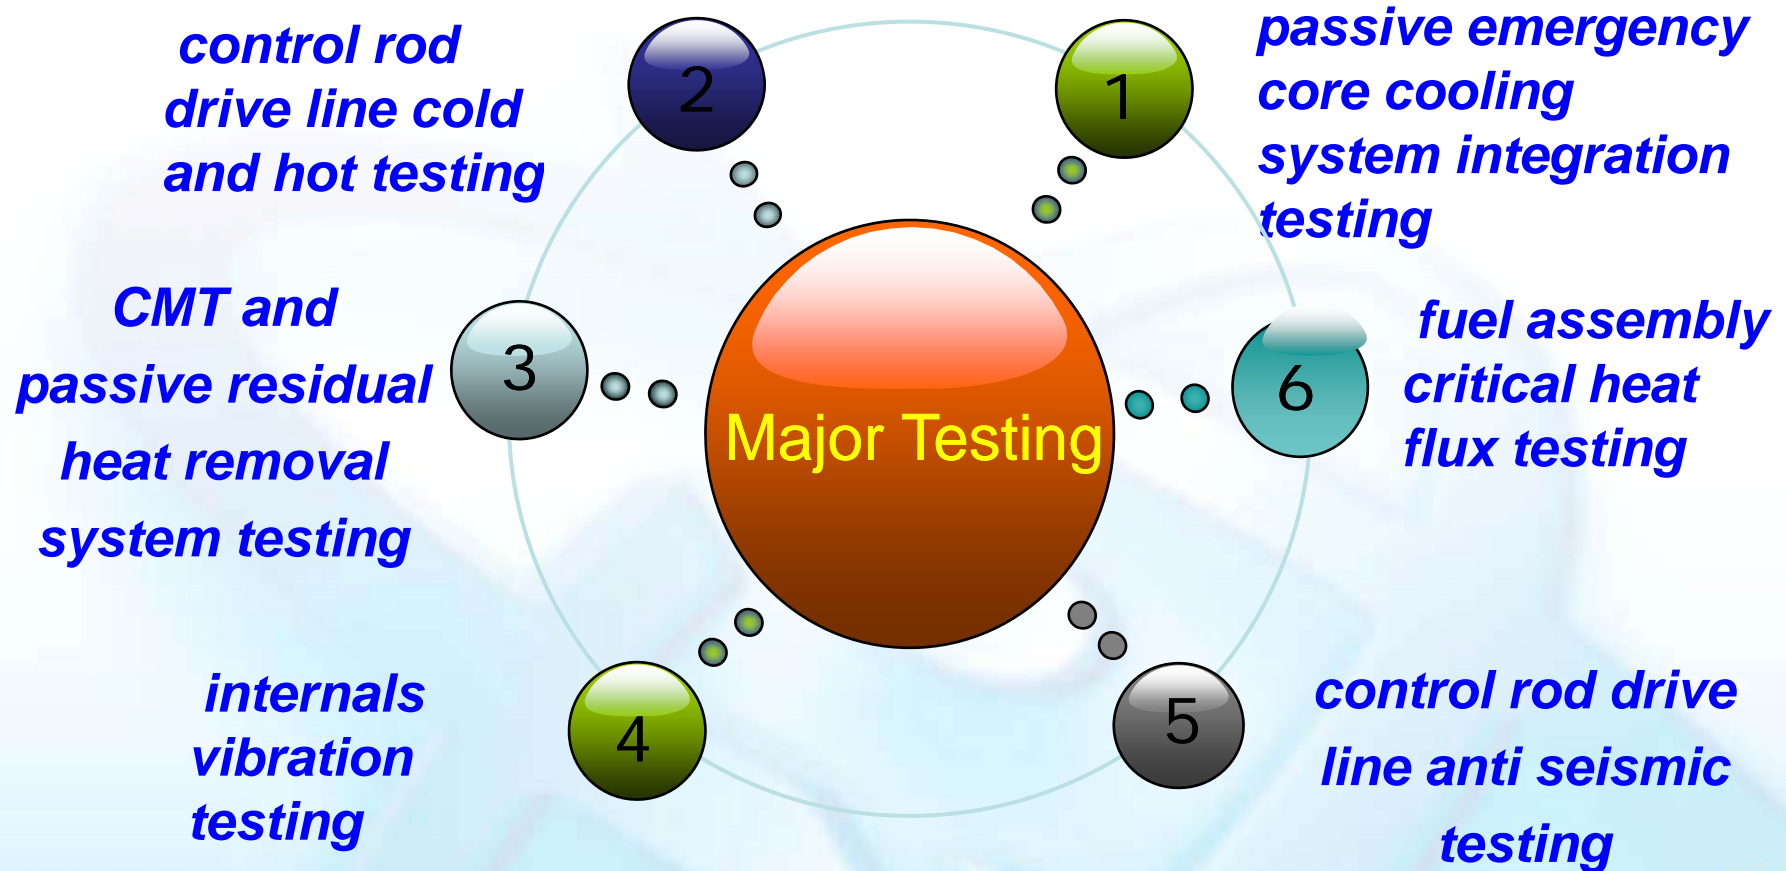 control rod
drive line cold
and hot testing
2
1
passive emergency
core cooling
system integration
testing
CMT and
passive residual
heat removal
system testing
3
Major Testing
6
fuel assembly
critical heat
flux testing
internals
vibration
testing
4
5
control rod drive
line anti seismic
testing